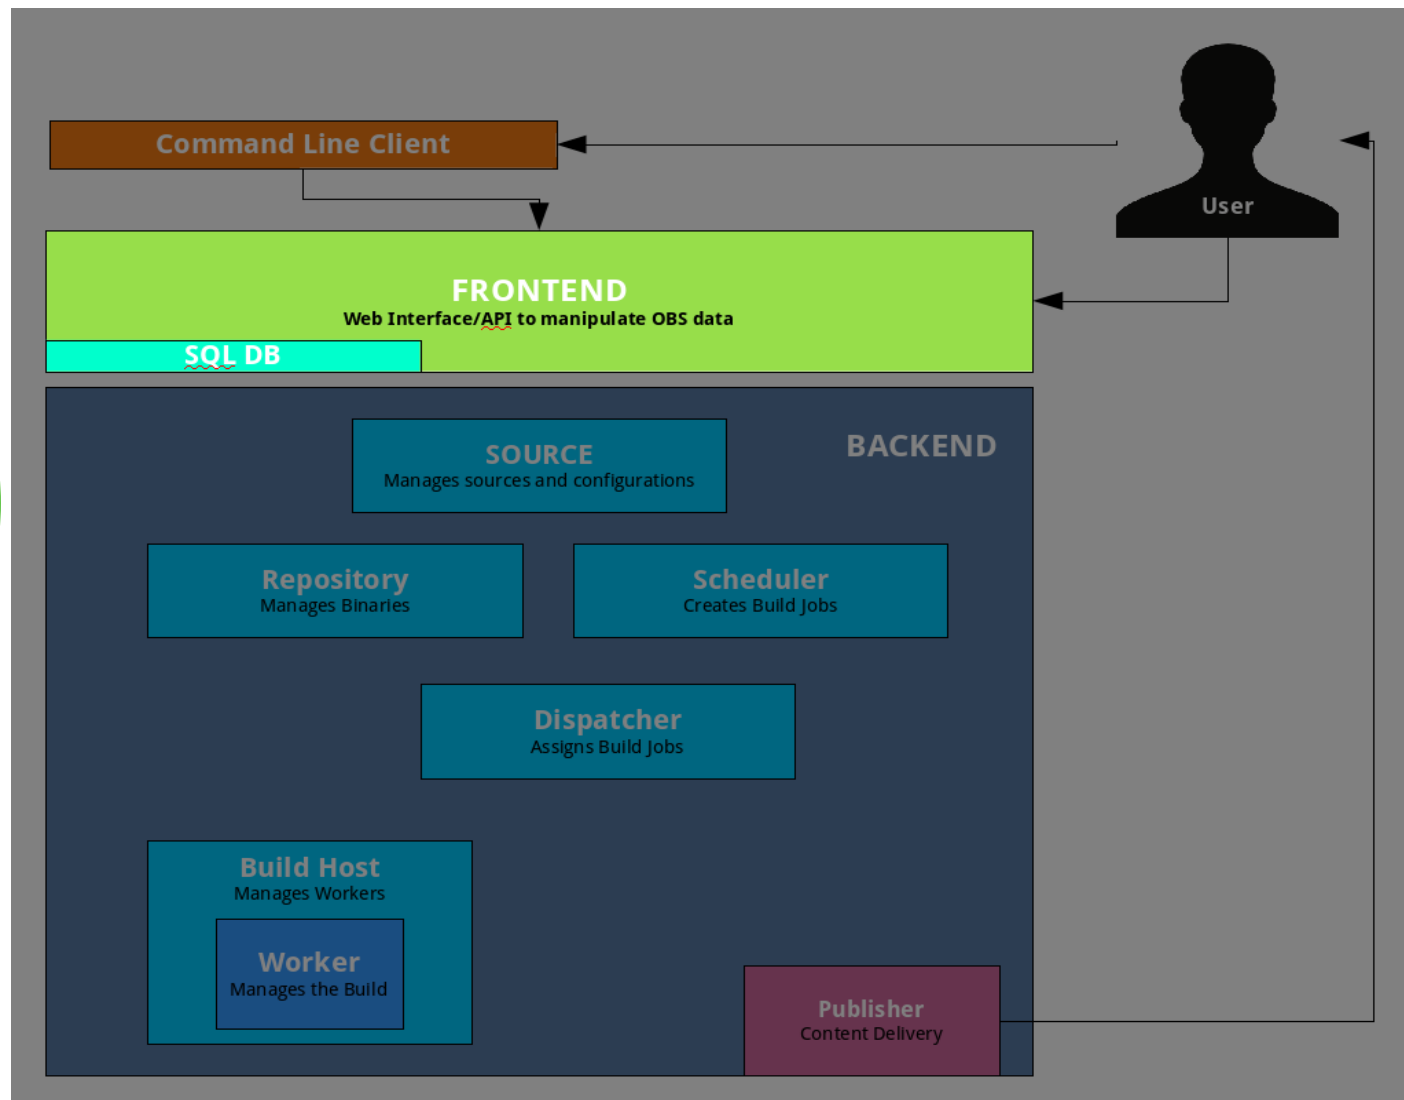 Command Line Client
User
FRONTEND
Web Interface/API to manipulate OBS data
SQL DB
BACKEND
SOURCE
Manages sources and configurations
Repository
Manages Binaries
Scheduler
Creates Build Jobs
Dispatcher
Assigns Build Jobs
Build Host
Manages Workers
Worker
Manages the Build
Publisher
Content Delivery